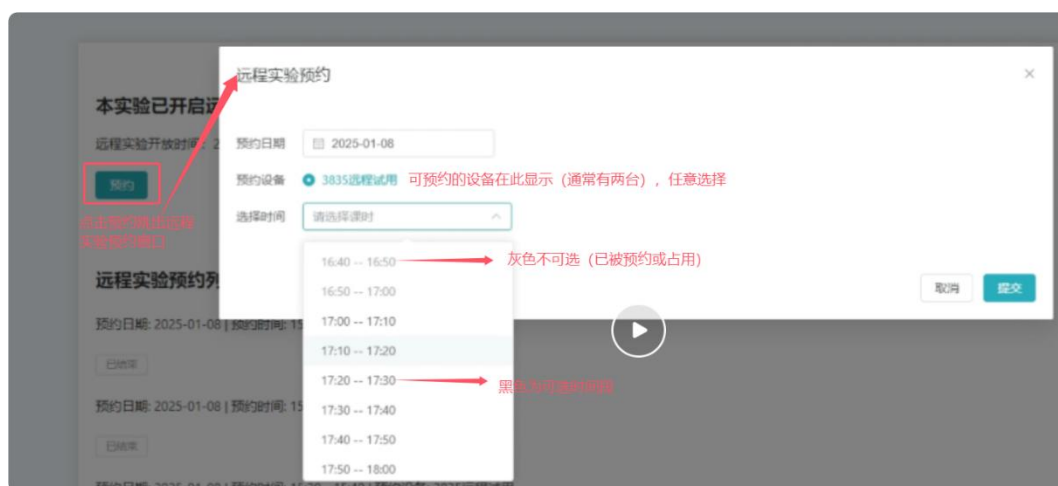 远程实验预约
×
本实验已开启远
远程实验开放时间: 2
预约
点击预约跳出远程
实验预约窗口
预约日期 2025-01-08
预约设备 3835远程试用 可预约的设备在此显示（通常有两台），任意选择
选择时间 请选择课时
16:40 -- 16:50 灰色不可选（已被预约或占用）
16:50 -- 17:00
17:00 -- 17:10
17:10 -- 17:20
17:20 -- 17:30 黑色为可选时间段
17:30 -- 17:40
17:40 -- 17:50
17:50 -- 18:00
取消 提交
远程实验预约列
预约日期: 2025-01-08 | 预约时间: 15
已结束
预约日期: 2025-01-08 | 预约时间: 15
已结束